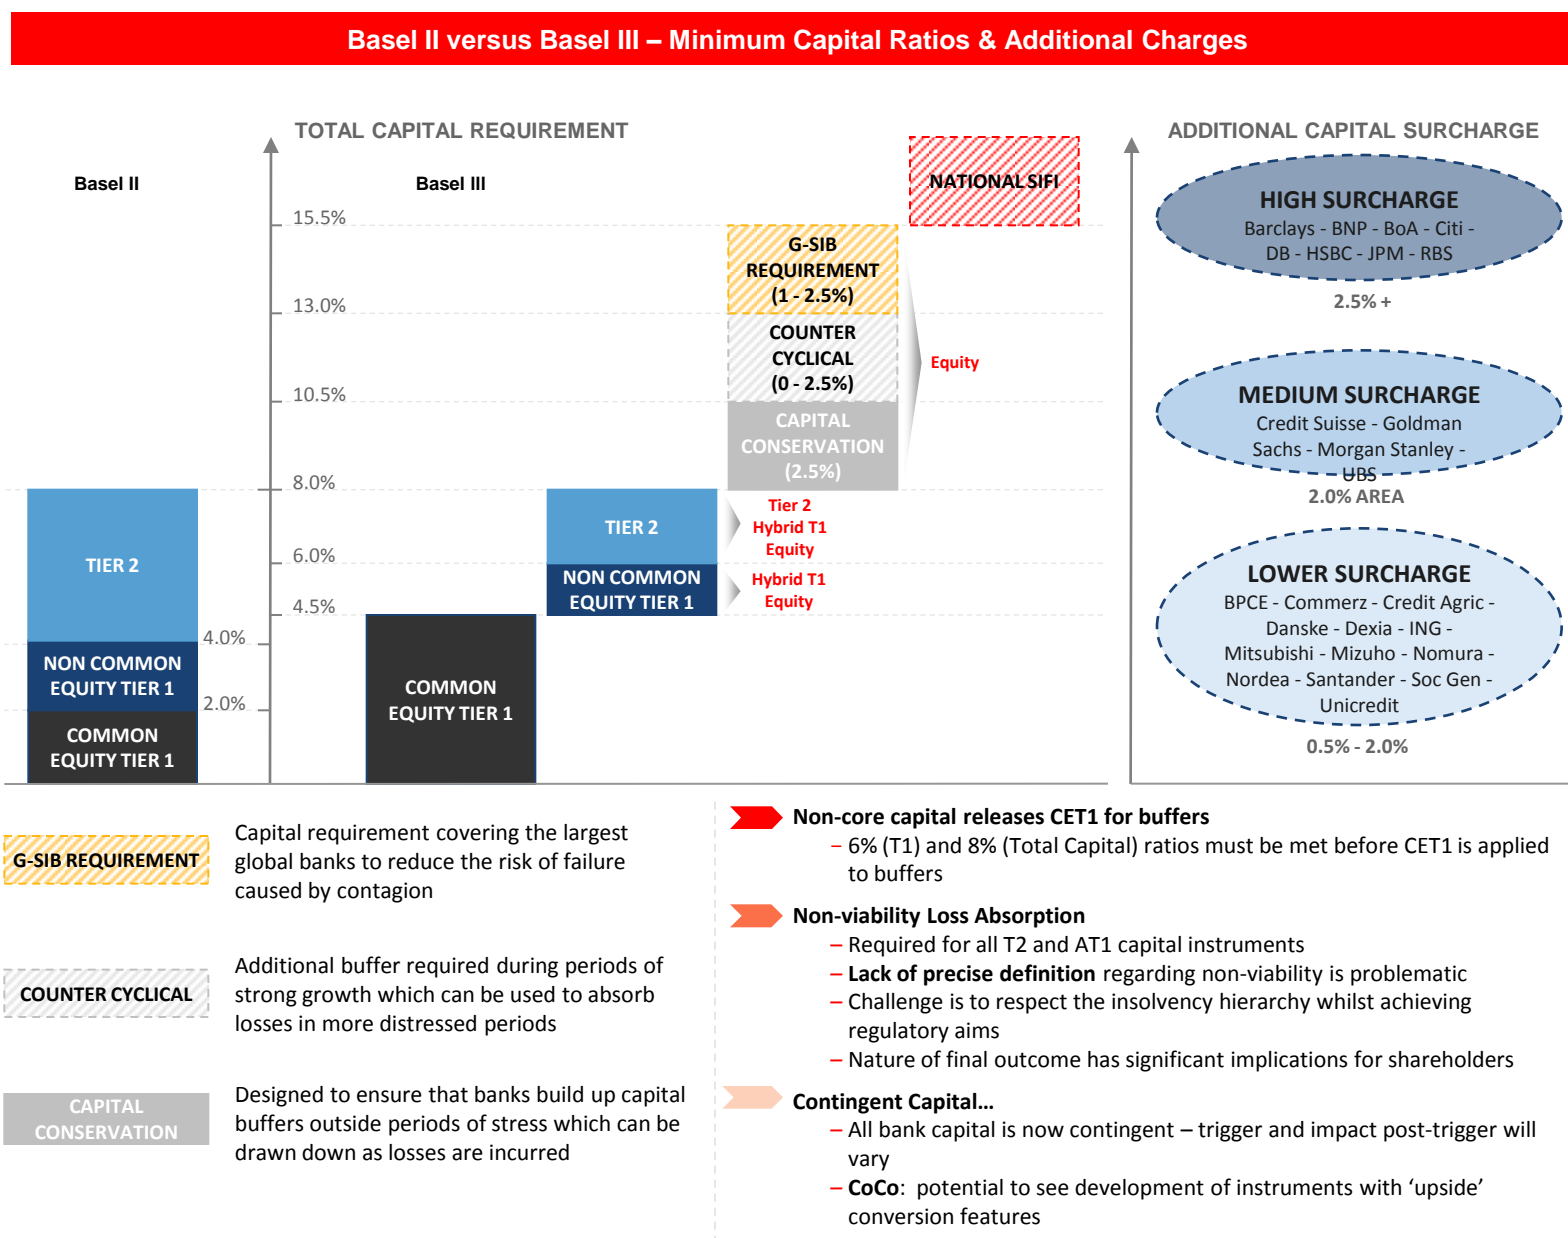 Basel II versus Basel III – Minimum Capital Ratios & Additional Charges
TOTAL CAPITAL REQUIREMENT
Basel II
Basel III
15.5%
13.0%
10.5%
8.0%
6.0%
4.5%
4.0%
2.0%
TIER 2
NON COMMON
EQUITY TIER 1
COMMON
EQUITY TIER 1
COMMON
EQUITY TIER 1
TIER 2
NON COMMON
EQUITY TIER 1
NATIONAL SIFI
G-SIB
REQUIREMENT
(1 - 2.5%)
COUNTER
CYCLICAL
(0 - 2.5%)
CAPITAL
CONSERVATION
(2.5%)
Equity
Tier 2
Hybrid T1
Equity
Hybrid T1
Equity
ADDITIONAL CAPITAL SURCHARGE
HIGH SURCHARGE
Barclays - BNP - BoA - Citi -
DB - HSBC - JPM - RBS
2.5% +
MEDIUM SURCHARGE
Credit Suisse - Goldman
Sachs - Morgan Stanley -
UBS
2.0% AREA
LOWER SURCHARGE
BPCE - Commerz - Credit Agric -
Danske - Dexia - ING -
Mitsubishi - Mizuho - Nomura -
Nordea - Santander - Soc Gen -
Unicredit
0.5% - 2.0%
G-SIB REQUIREMENT
Capital requirement covering the largest
global banks to reduce the risk of failure
caused by contagion
COUNTER CYCLICAL
Additional buffer required during periods of
strong growth which can be used to absorb
losses in more distressed periods
CAPITAL
CONSERVATION
Designed to ensure that banks build up capital
buffers outside periods of stress which can be
drawn down as losses are incurred
Non-core capital releases CET1 for buffers
– 6% (T1) and 8% (Total Capital) ratios must be met before CET1 is applied
to buffers
Non-viability Loss Absorption
– Required for all T2 and AT1 capital instruments
– Lack of precise definition regarding non-viability is problematic
– Challenge is to respect the insolvency hierarchy whilst achieving
regulatory aims
– Nature of final outcome has significant implications for shareholders
Contingent Capital…
– All bank capital is now contingent – trigger and impact post-trigger will
vary
– CoCo: potential to see development of instruments with ‘upside’
conversion features